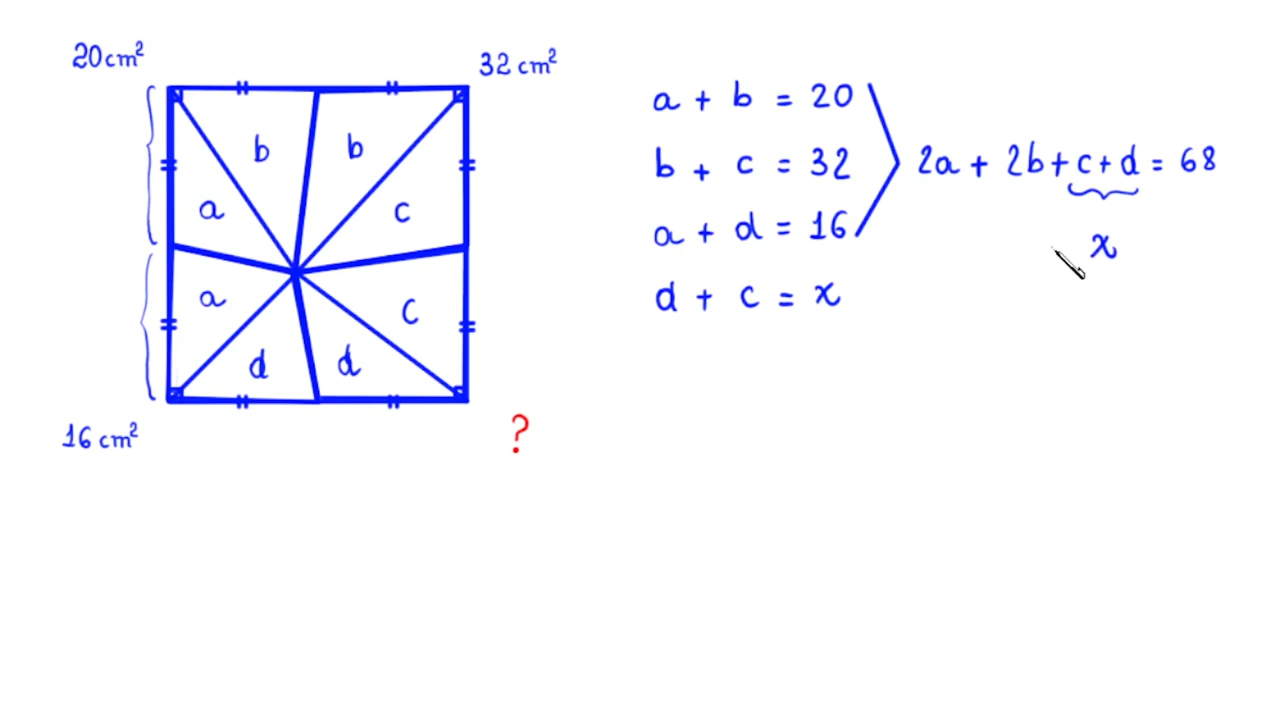 20cm²
32 cm²
b
b
a
c
a
c
d
d
16 cm²
?
a + b = 20
b + c = 32
a + d = 16
d + c = x
2a + 2b + c + d = 68
x